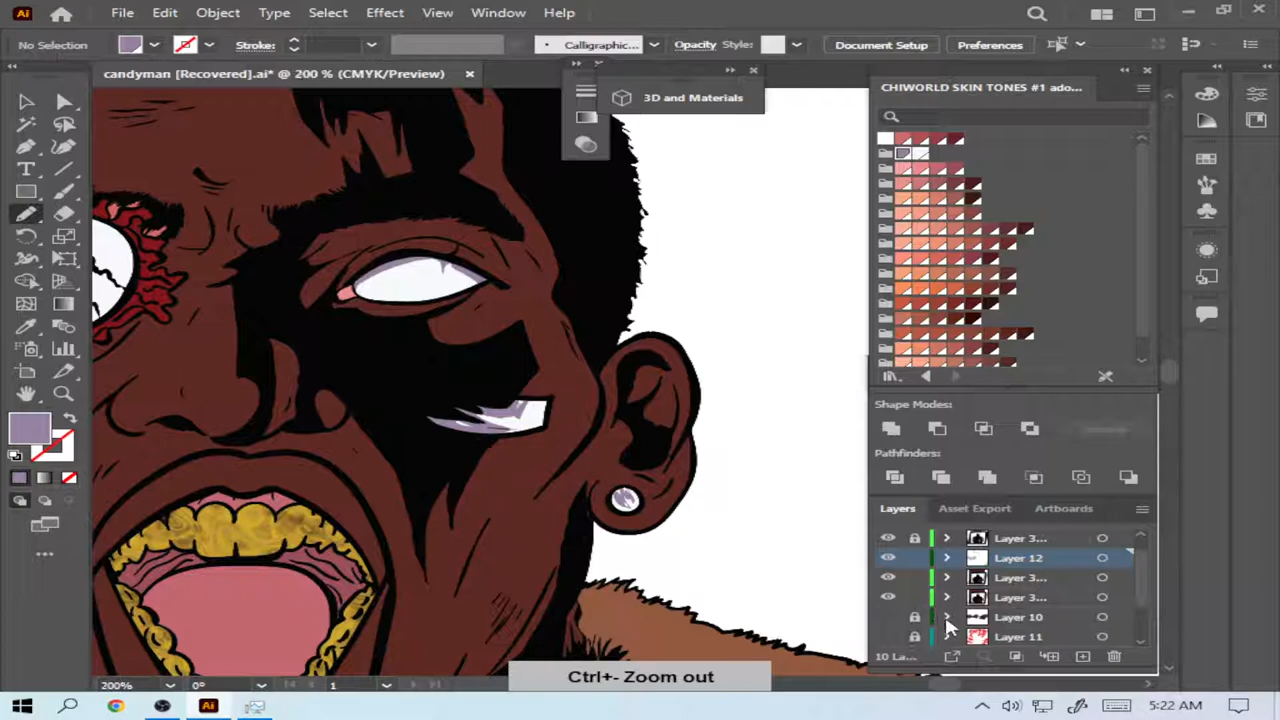 Ai File Edit Object Type Select Effect View Window Help
No Selection Stroke: Calligraphic... Opacity Style: Document Setup Preferences
candyman [Recovered].ai* @ 200 % (CMYK/Preview)
3D and Materials
CHIWORLD SKIN TONES #1 ado...
Shape Modes:
Pathfinders:
Layers Asset Export Artboards
Layer 3...
Layer 12
Layer 3...
Layer 3...
Layer 10
Layer 11
10 La...
Ctrl+- Zoom out
200% 0° 1
Ai 5:22 AM